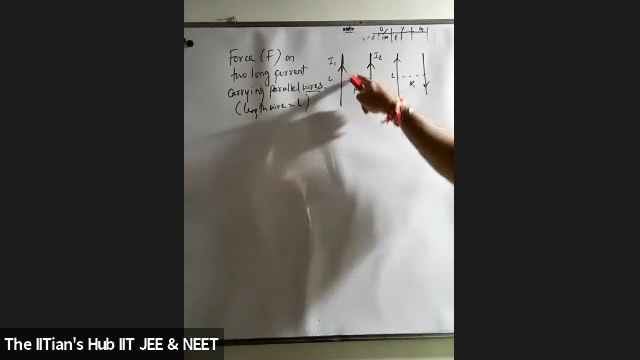 Force (F) on
two long current
carrying parallel wires.
(length wire = L)
I₁
I₂
L
L
R
The IITian's Hub IIT JEE & NEET